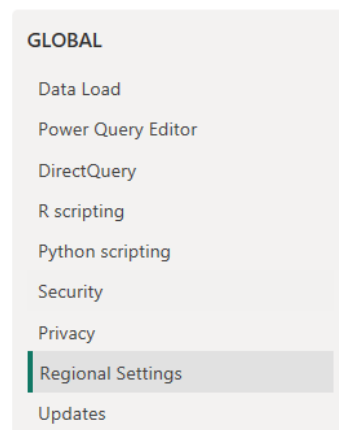 GLOBAL
Data Load
Power Query Editor
DirectQuery
R scripting
Python scripting
Security
Privacy
Regional Settings
Updates